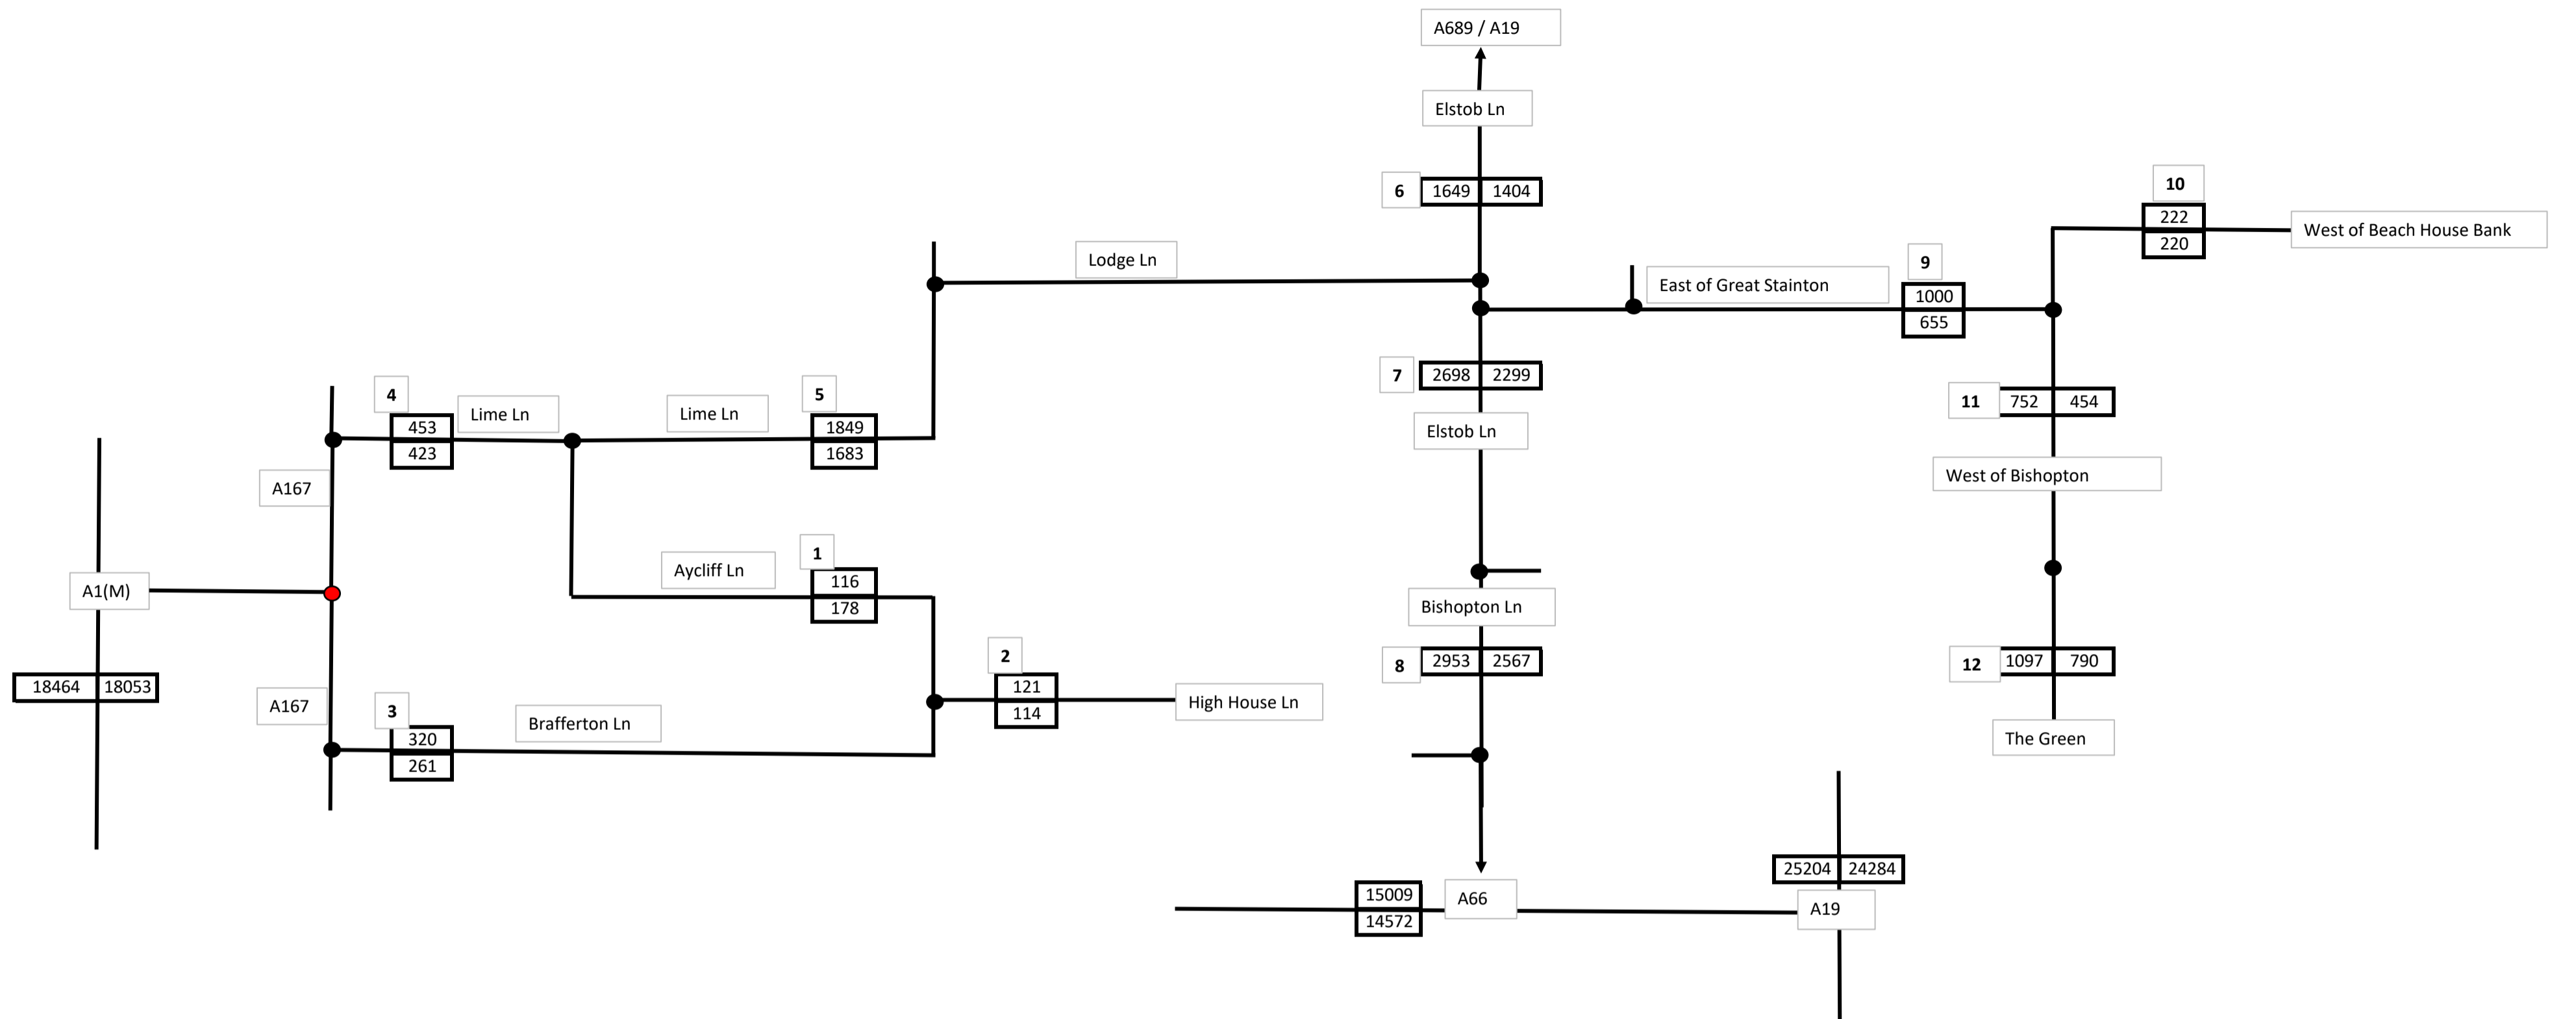 A689 / A19
Elstob Ln
6 1649 1404
10
222
220
West of Beach House Bank
Lodge Ln
9
East of Great Stainton
1000
655
7 2698 2299
Elstob Ln
11 752 454
West of Bishopton
4
453
423
Lime Ln
Lime Ln
5
1849
1683
A167
A1(M)
18464 18053
Aycliff Ln
1
116
178
Bishopton Ln
8 2953 2567
12 1097 790
The Green
2
121
114
High House Ln
A167
3
320
261
Brafferton Ln
25204 24284
A19
15009
14572
A66